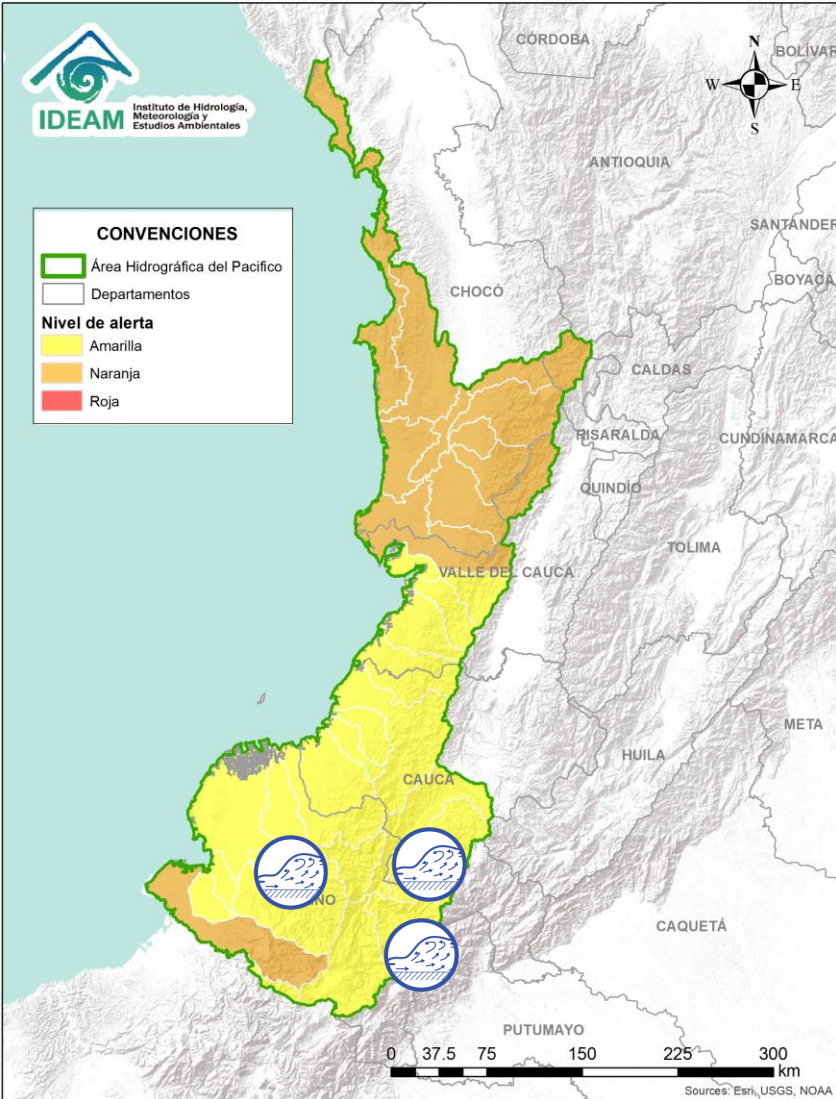 IDEAM
Instituto de Hidrología,
Meteorología y
Estudios Ambientales
CONVENCIONES
Área Hidrográfica del Pacifico
Departamentos
Nivel de alerta
Amarilla
Naranja
Roja
N
W E
S
CÓRDOBA
BOLÍVAR
ANTIOQUIA
SANTANDER
BOYACÁ
CHOCÓ
CALDAS
RISARALDA
CUNDINAMARCA
QUINDÍO
TOLIMA
VALLE DEL CAUCA
META
HUILA
CAUCA
ÑO
CAQUETÁ
PUTUMAYO
0 37.5 75 150 225 300
km
Sources: Esri, USGS, NOAA